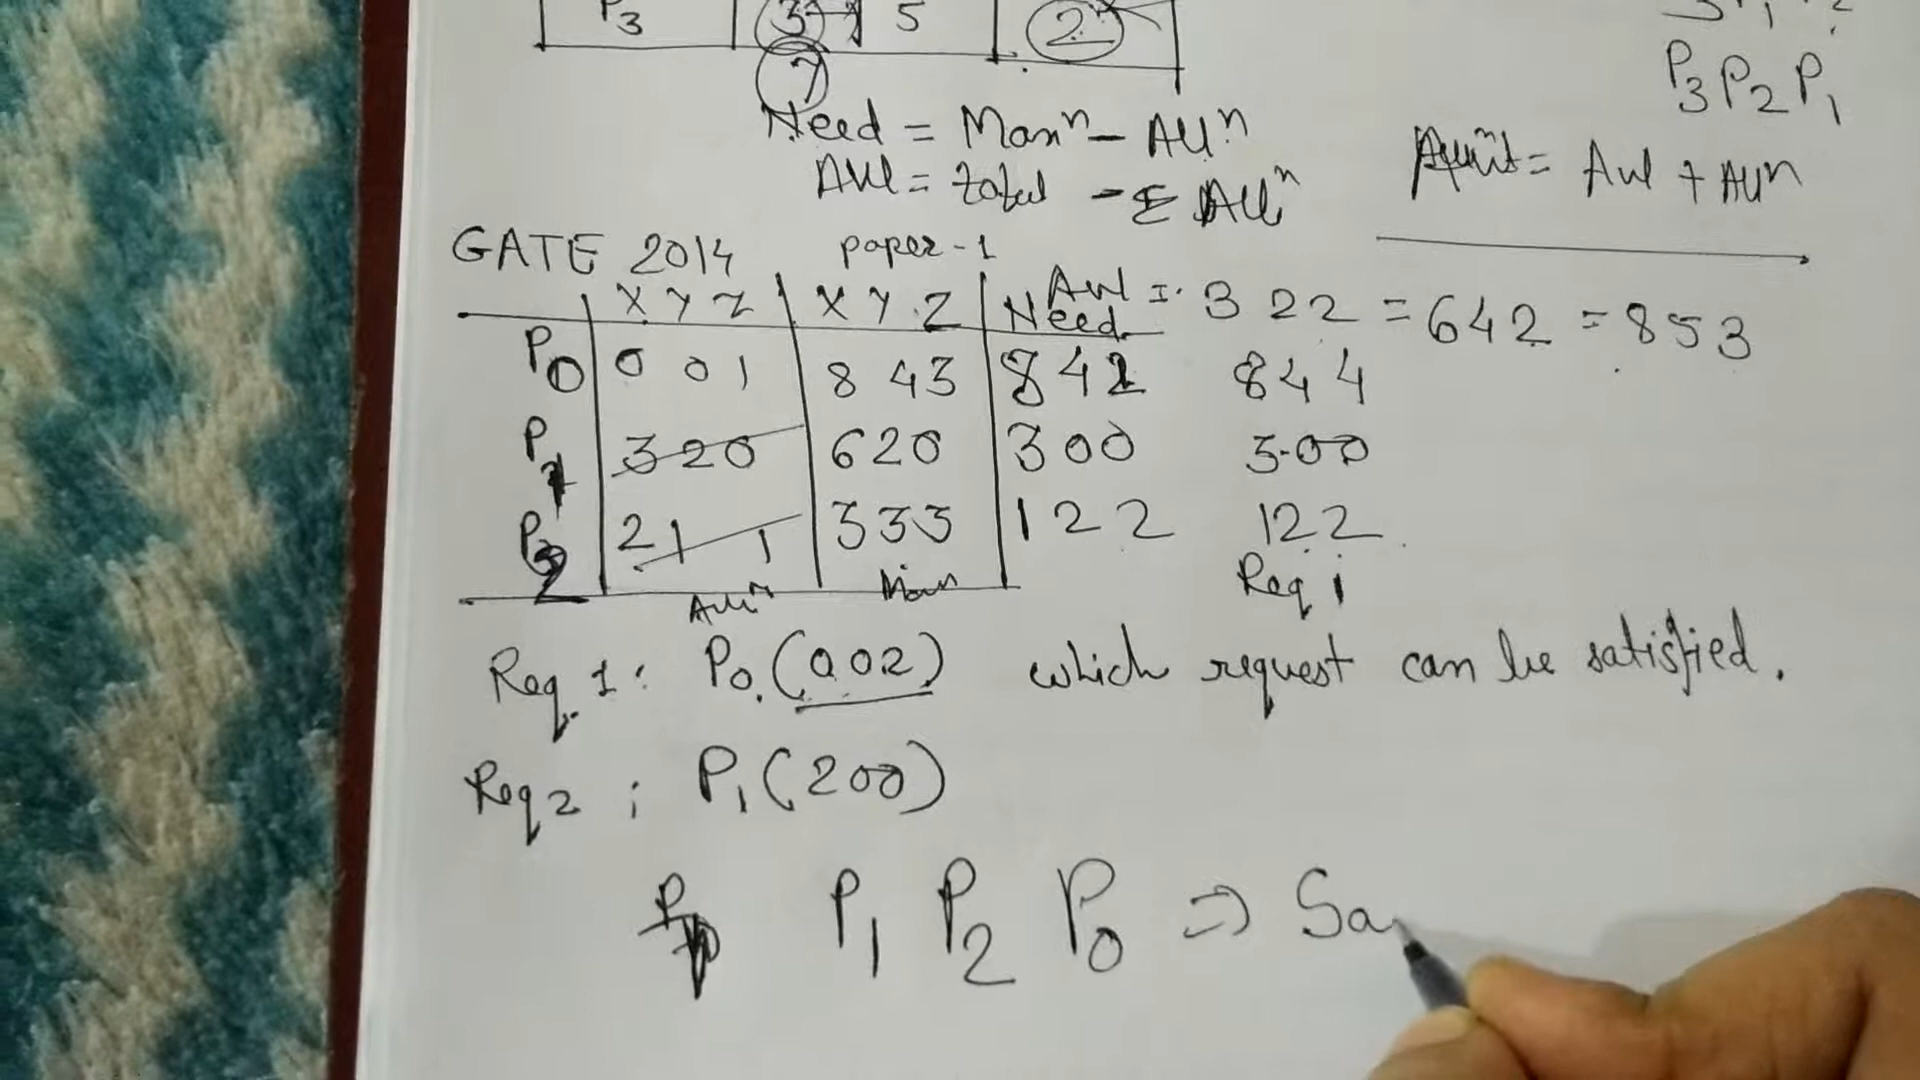 P3 3 5 2
7
P3 P2 P1
Need = Maxⁿ - Allⁿ
Avl = total - Σ Allⁿ
= Avl + Allⁿ
GATE 2014 paper-1
X Y Z X Y Z Need Avl = 3 2 2 = 6 4 2 = 8 5 3
P0 0 0 1 8 4 3 8 4 2 8 4 4
P1 3 2 0 6 2 0 3 0 0 3 0 0
P2 2 1 1 3 3 3 1 2 2 1 2 2
Allⁿ Max Req 1
Req 1: P0 (0 0 2) which request can be satisfied.
Req 2 ; P1 (2 0 0)
P1 P2 P0 ⇒ Sa